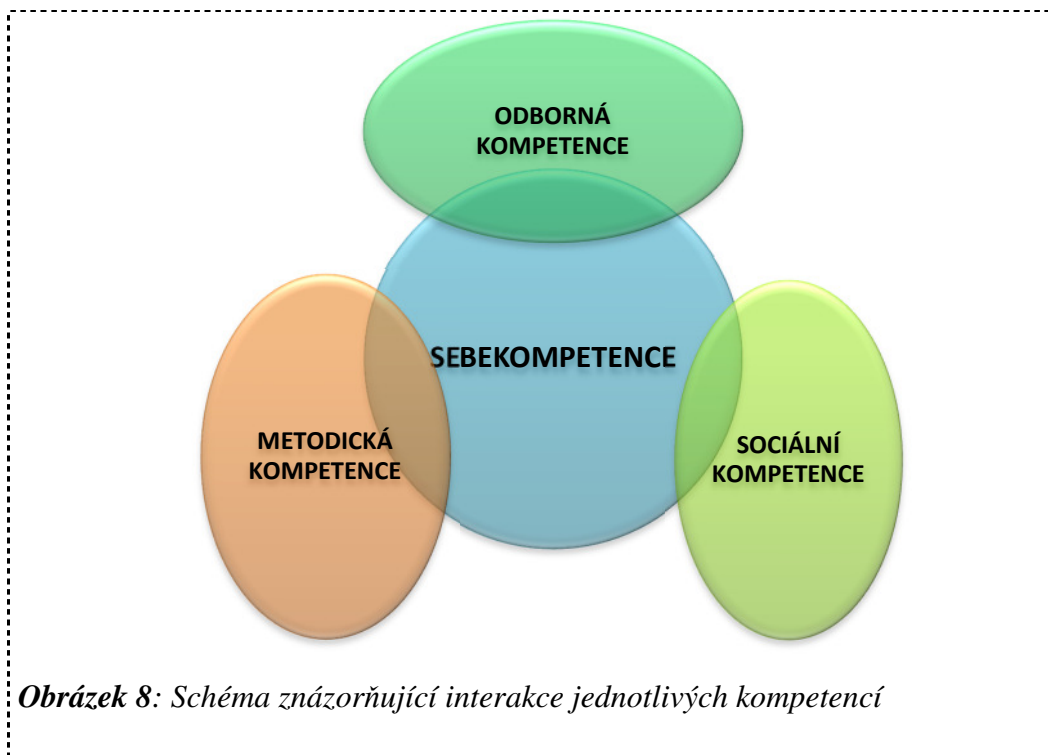 ODBORNÁ
KOMPETENCE
SEBEKOMPETENCE
METODICKÁ
KOMPETENCE
SOCIÁLNÍ
KOMPETENCE
Obrázek 8: Schéma znázorňující interakce jednotlivých kompetencí